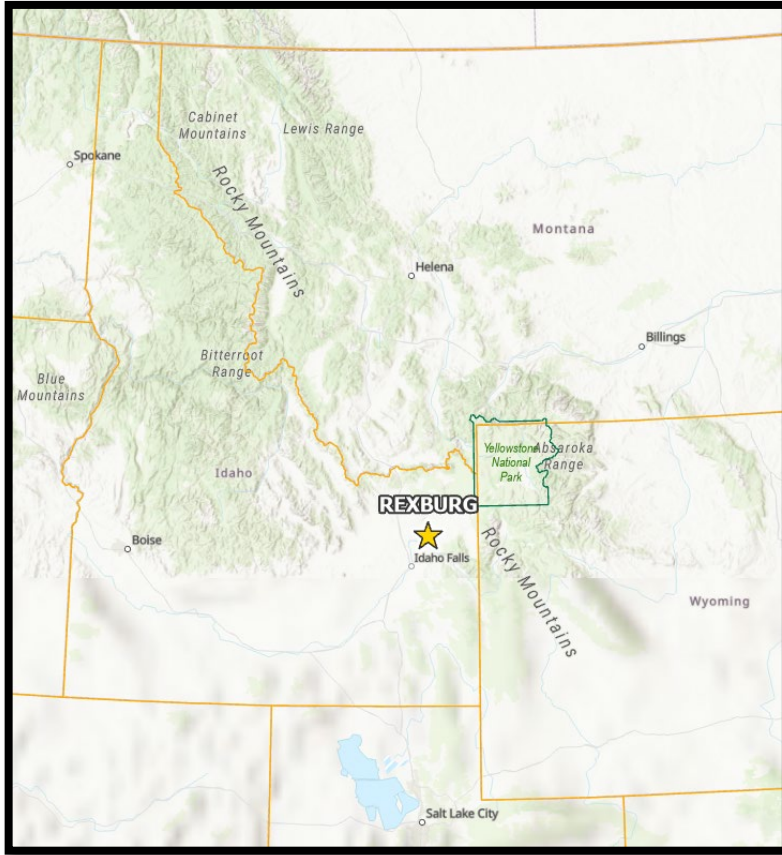 Cabinet
Mountains
Lewis Range
Spokane
Rocky Mountains
Montana
Helena
Billings
Bitterroot
Range
Blue
Mountains
Yellowstone
National
Park
Absaroka
Range
Idaho
REXBURG
Boise
Idaho Falls
Rocky Mountains
Wyoming
Salt Lake City